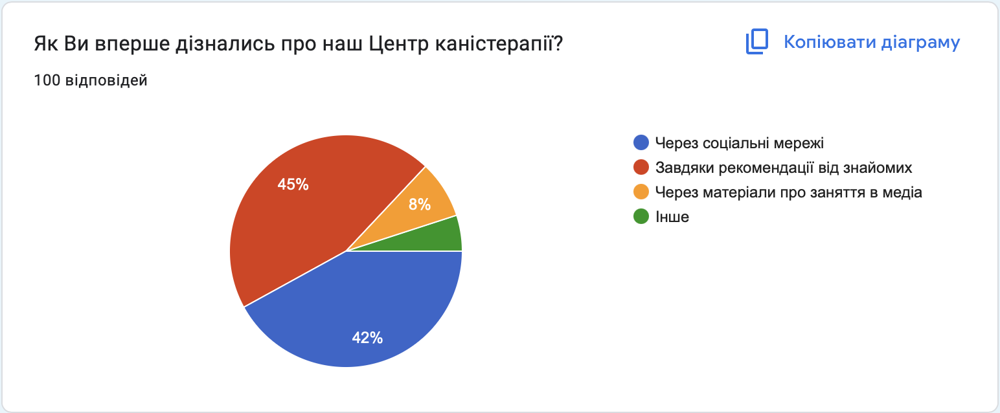 Як Ви вперше дізнались про наш Центр каністерапії?
Копіювати діаграму
100 відповідей
Через соціальні мережі
Завдяки рекомендації від знайомих
Через матеріали про заняття в медіа
Інше
45%
8%
42%